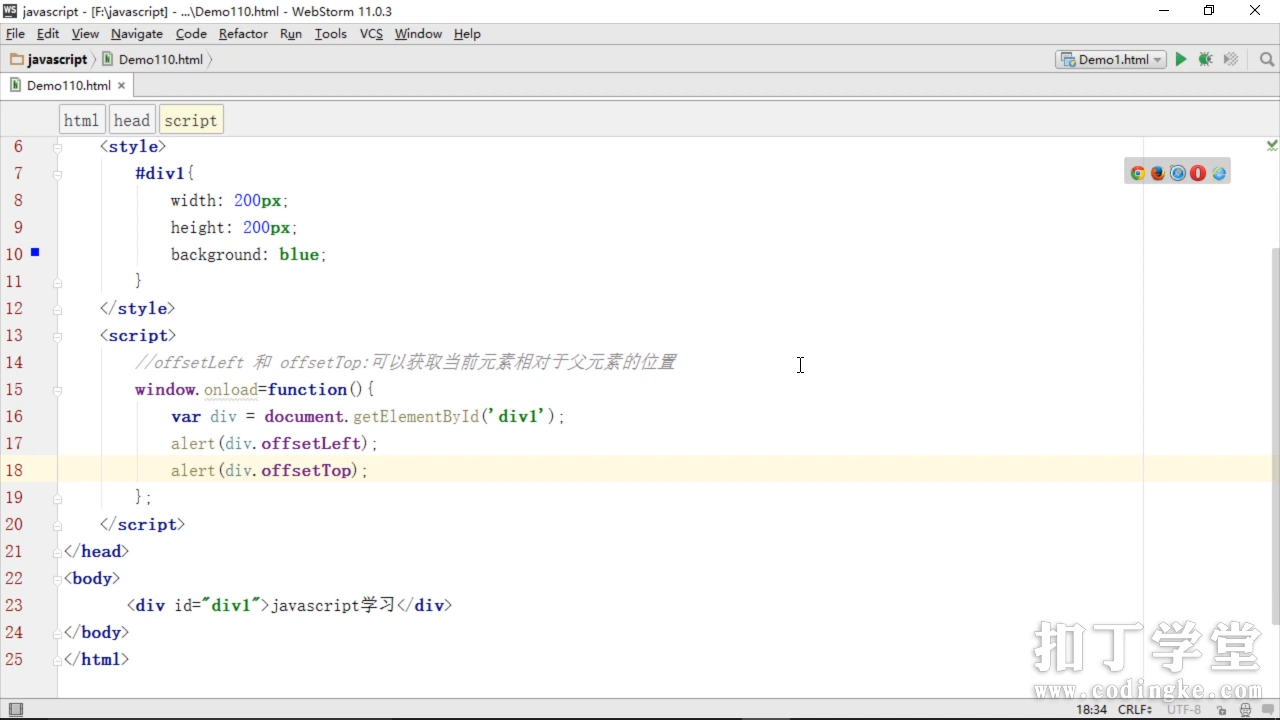 javascript - [F:\javascript] - ...\Demo110.html - WebStorm 11.0.3
File Edit View Navigate Code Refactor Run Tools VCS Window Help
javascript Demo110.html Demo1.html
Demo110.html
html head script
6 <style>
7 #div1{
8 width: 200px;
9 height: 200px;
10 background: blue;
11 }
12 </style>
13 <script>
14 //offsetLeft 和 offsetTop:可以获取当前元素相对于父元素的位置
15 window.onload=function(){
16 var div = document.getElementById('div1');
17 alert(div.offsetLeft);
18 alert(div.offsetTop);
19 };
20 </script>
21 </head>
22 <body>
23 <div id="div1">javascript学习</div>
24 </body>
25 </html>
扣丁学堂
www.codingke.com
18:34 CRLF UTF-8